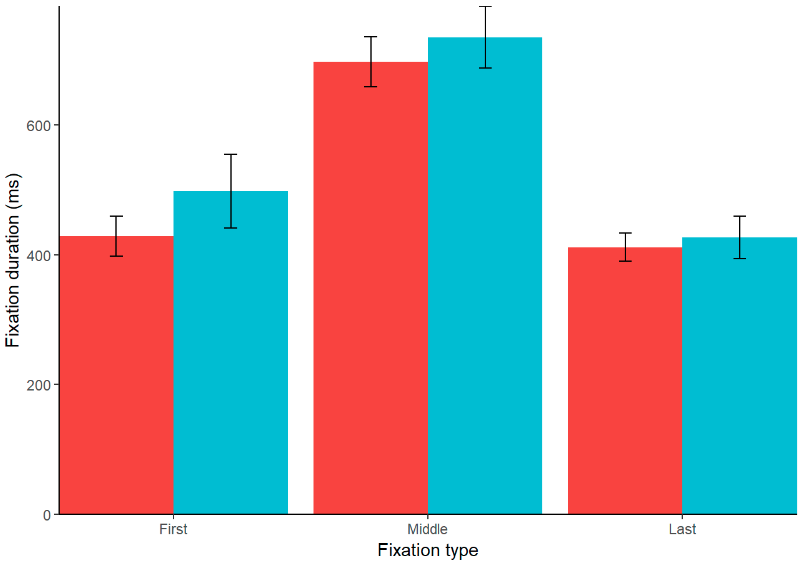 Fixation duration (ms)
600
400
200
0
First Middle Last
Fixation type